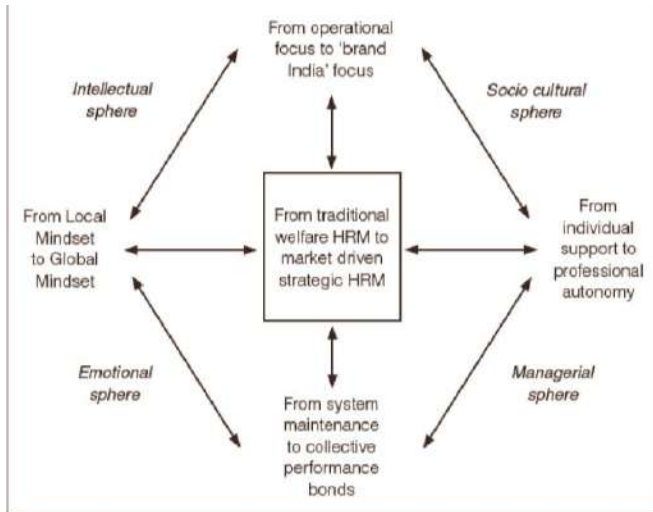 From operational
focus to 'brand
India' focus
Intellectual
sphere
Socio cultural
sphere
From Local
Mindset
to Global
Mindset
From traditional
welfare HRM to
market driven
strategic HRM
From
individual
support to
professional
autonomy
Emotional
sphere
Managerial
sphere
From system
maintenance
to collective
performance
bonds